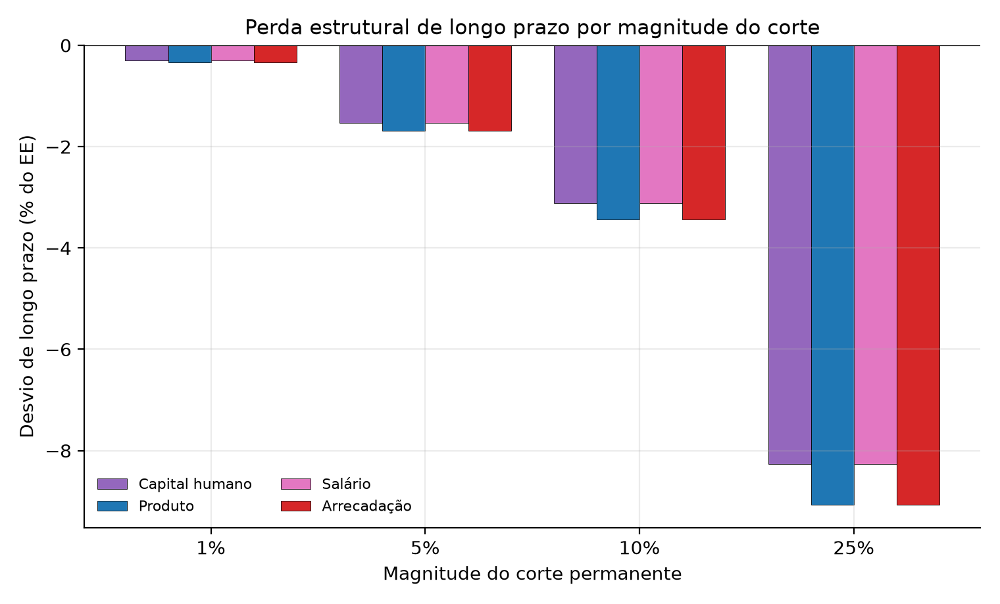 Perda estrutural de longo prazo por magnitude do corte
Desvio de longo prazo (% do EE)
0
−2
−4
−6
−8
Capital humano
Produto
Salário
Arrecadação
1%
5%
10%
25%
Magnitude do corte permanente